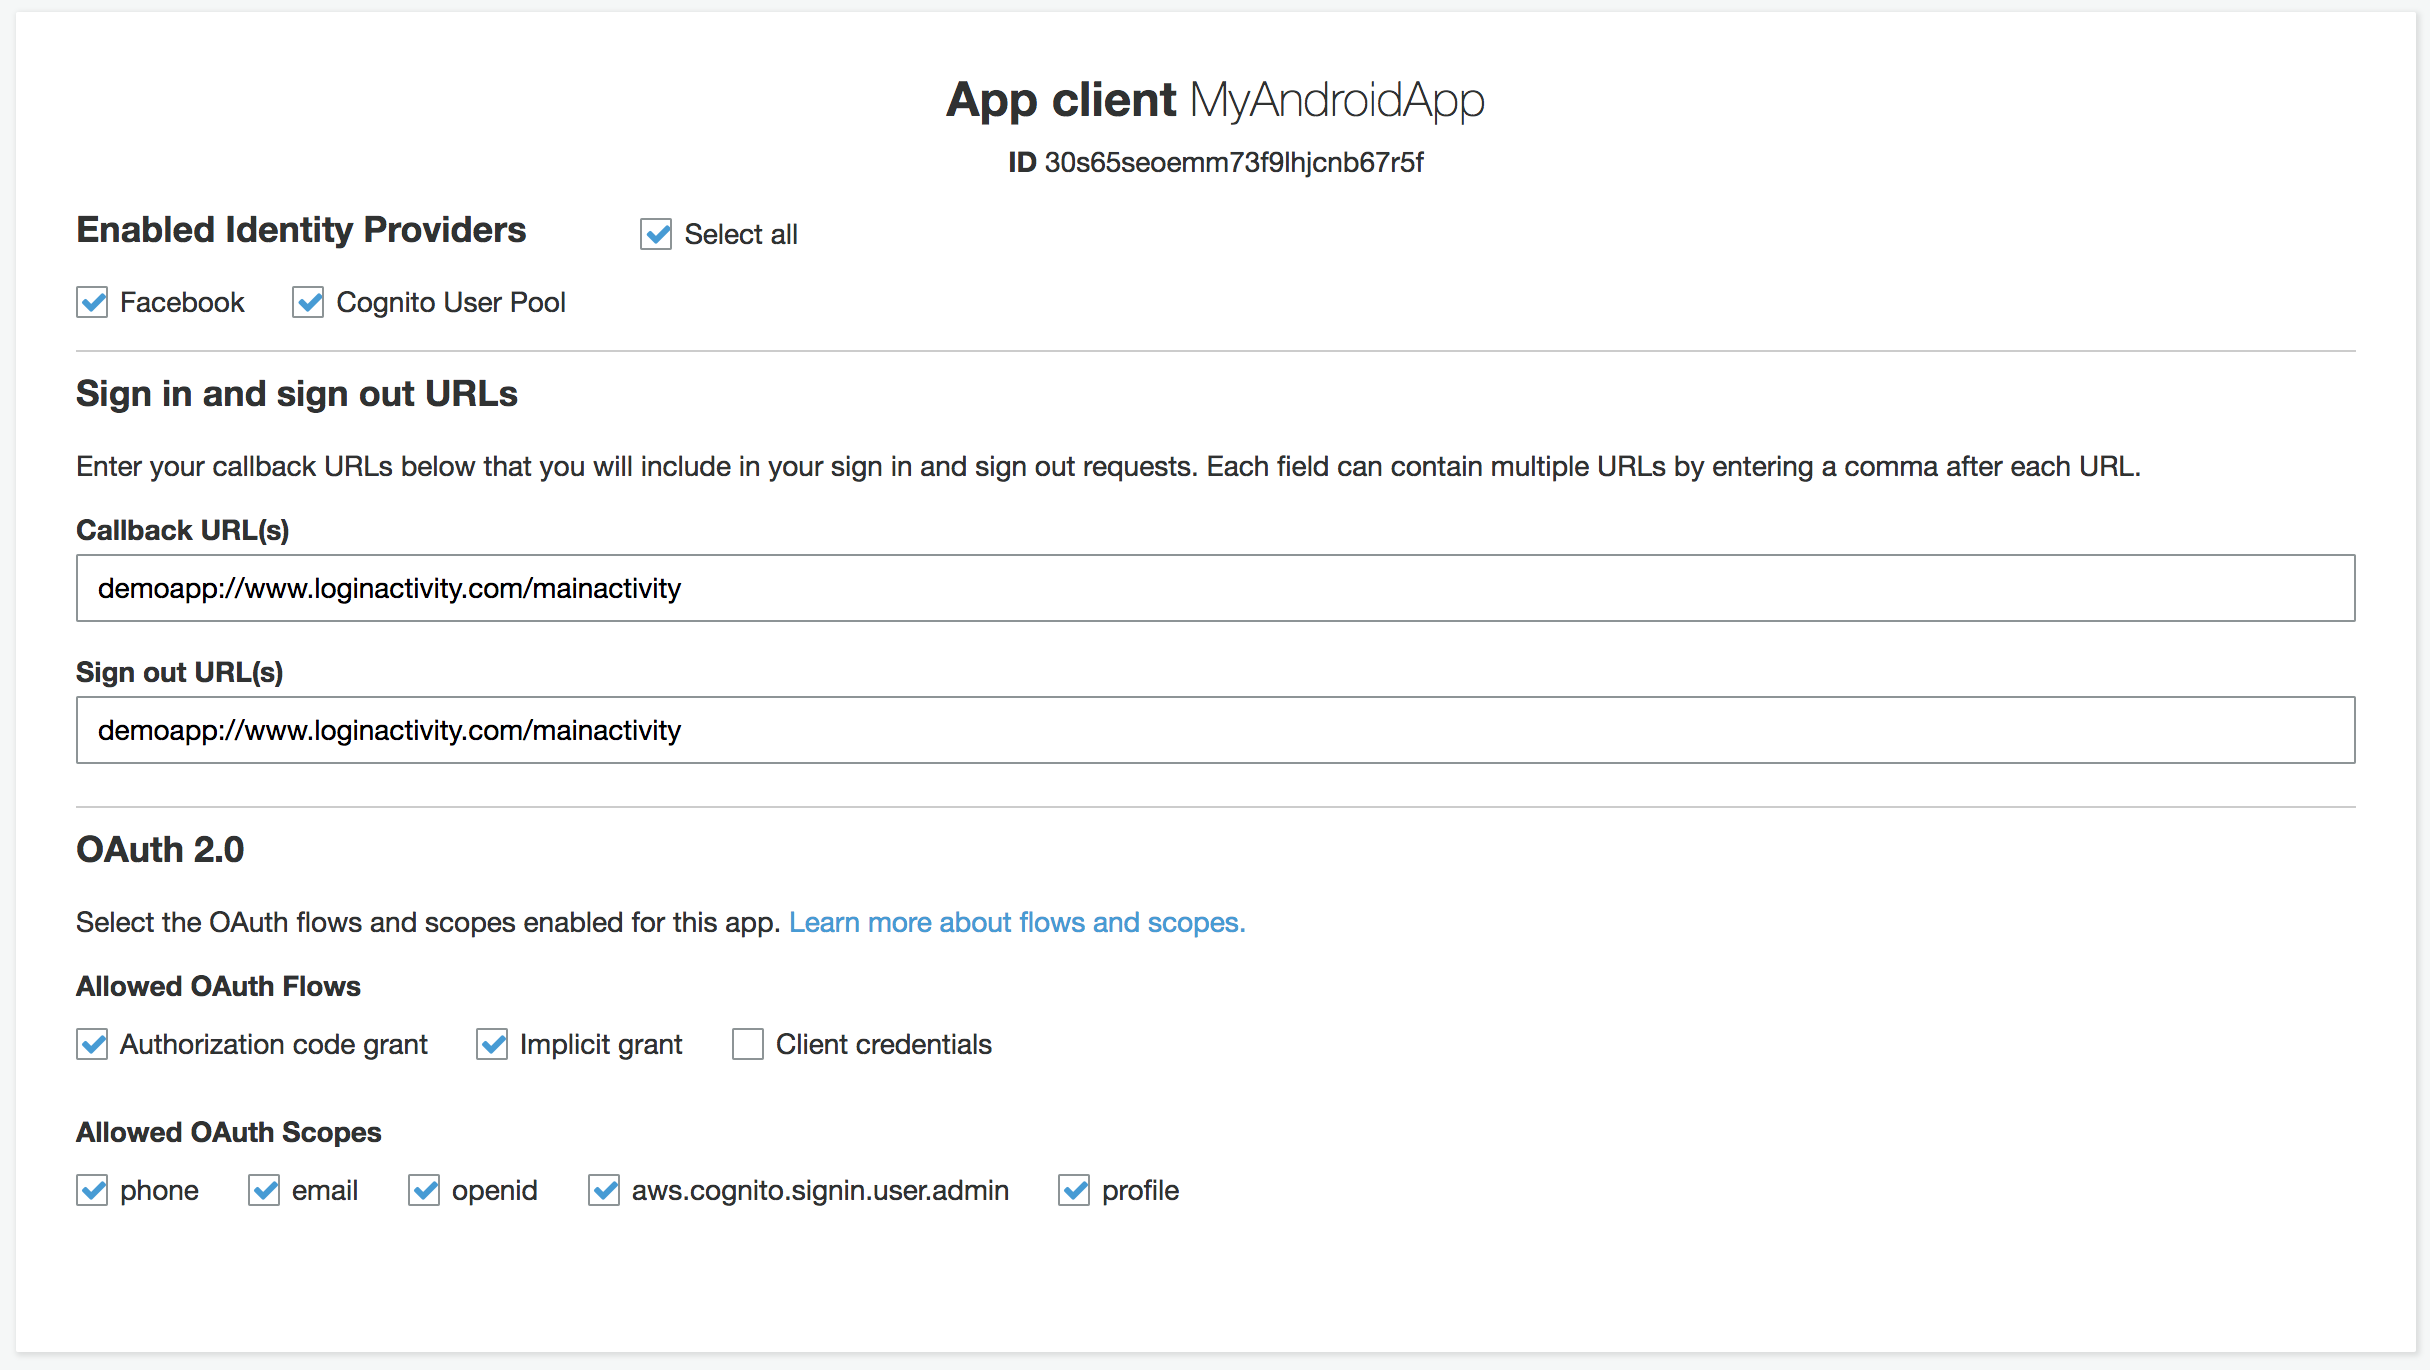 App client MyAndroidApp
ID 30s65seoemm73f9lhjcnb67r5f
Enabled Identity Providers Select all
Facebook Cognito User Pool
Sign in and sign out URLs
Enter your callback URLs below that you will include in your sign in and sign out requests. Each field can contain multiple URLs by entering a comma after each URL.
Callback URL(s)
demoapp://www.loginactivity.com/mainactivity
Sign out URL(s)
demoapp://www.loginactivity.com/mainactivity
OAuth 2.0
Select the OAuth flows and scopes enabled for this app. Learn more about flows and scopes.
Allowed OAuth Flows
Authorization code grant Implicit grant Client credentials
Allowed OAuth Scopes
phone email openid aws.cognito.signin.user.admin profile